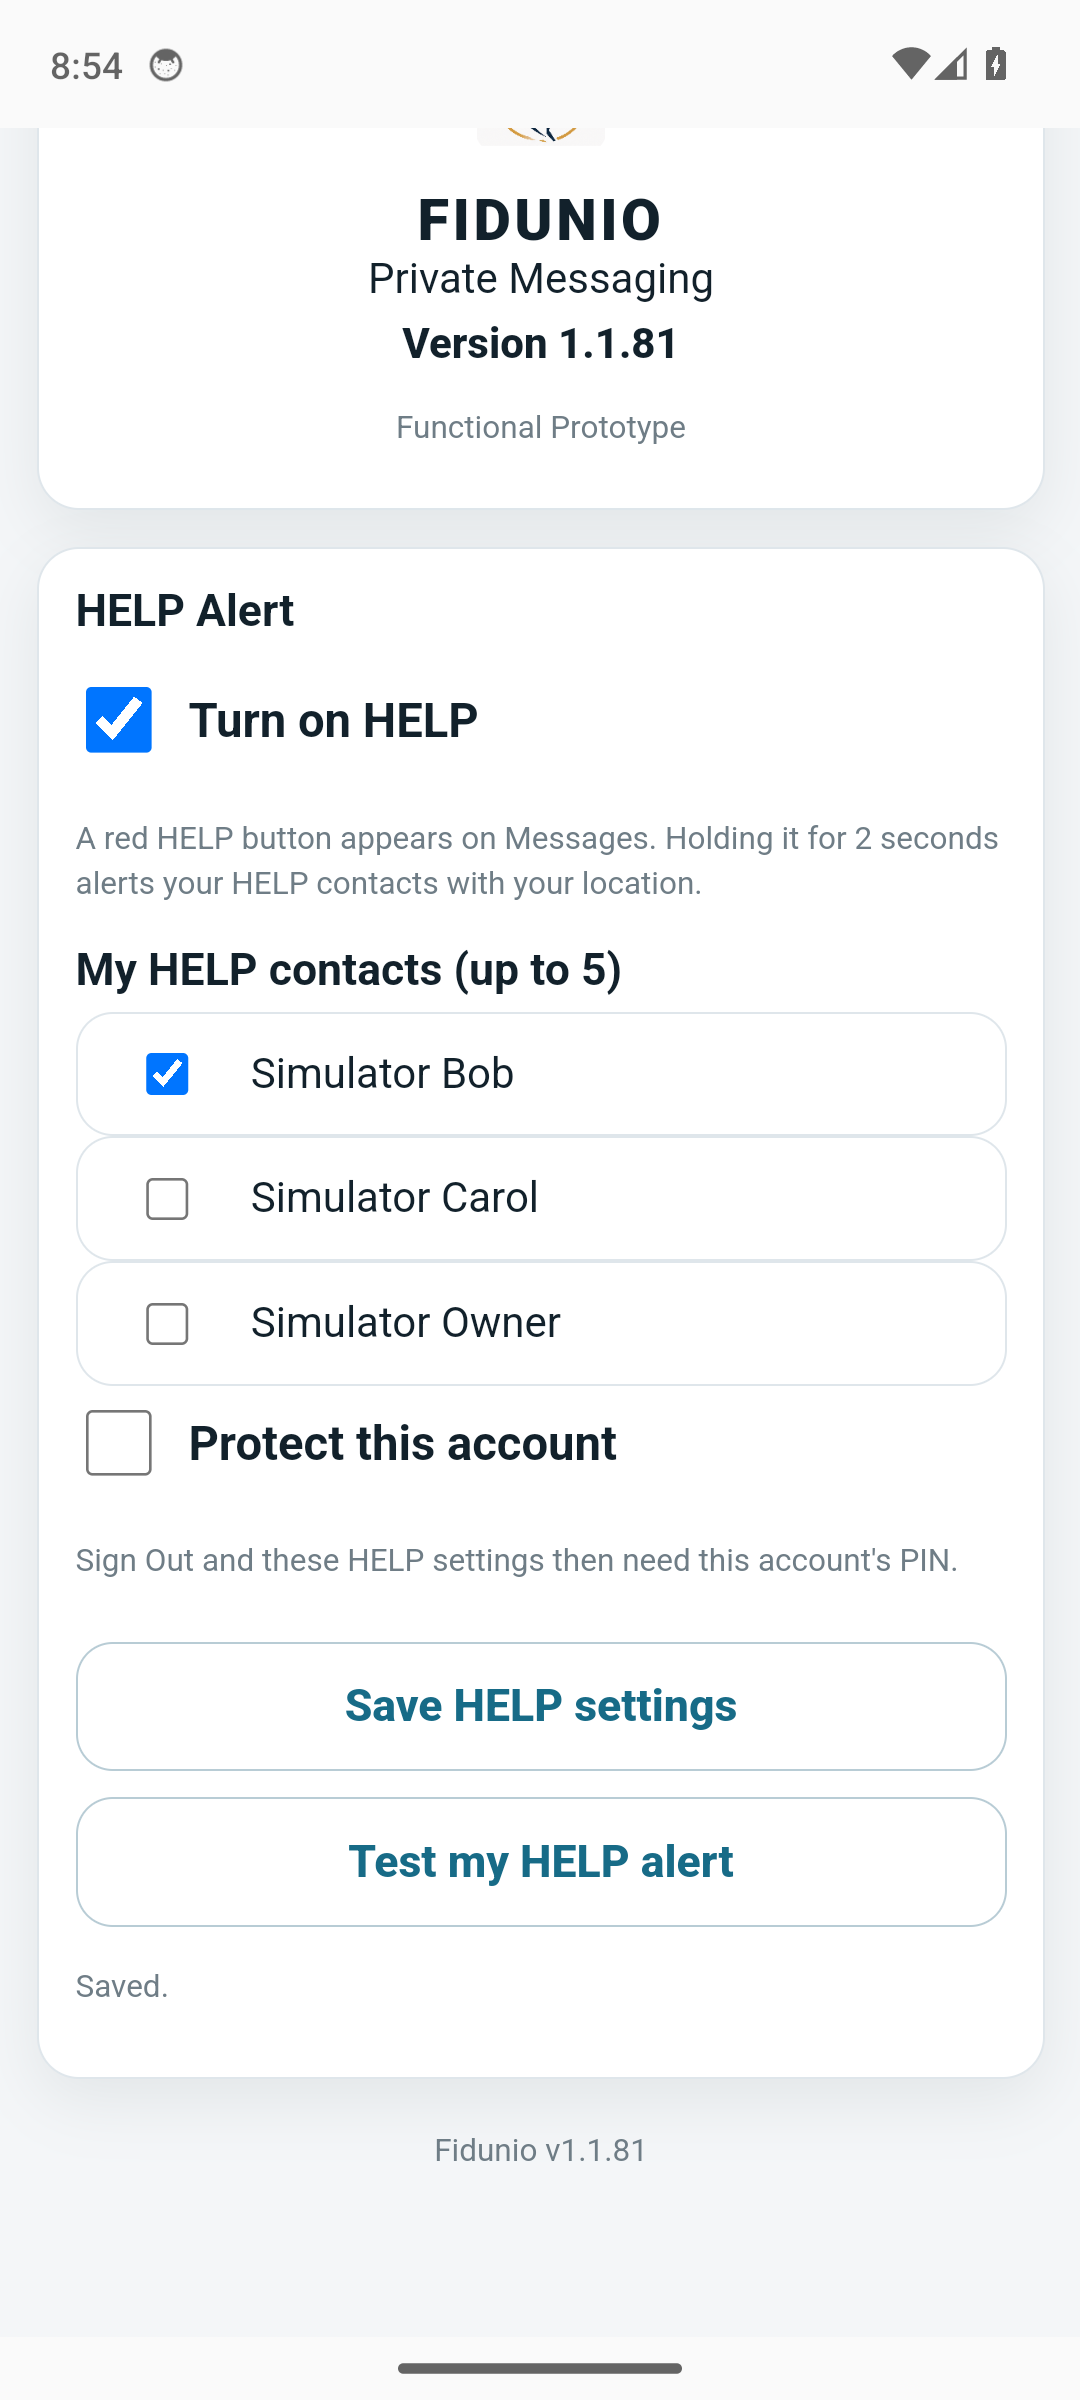 8:54
FIDUNIO
Private Messaging
Version 1.1.81
Functional Prototype
HELP Alert
Turn on HELP
A red HELP button appears on Messages. Holding it for 2 seconds
alerts your HELP contacts with your location.
My HELP contacts (up to 5)
Simulator Bob
Simulator Carol
Simulator Owner
Protect this account
Sign Out and these HELP settings then need this account's PIN.
Save HELP settings
Test my HELP alert
Saved.
Fidunio v1.1.81